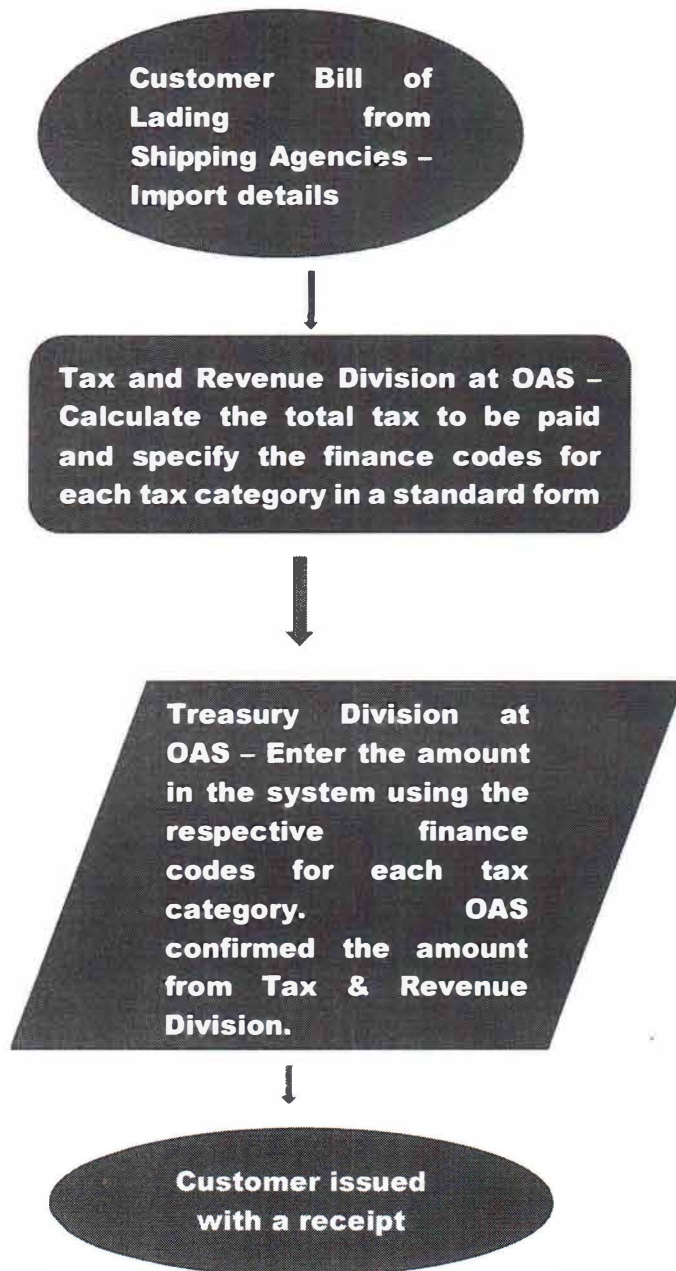 Customer Bill of
Lading from
Shipping Agencies –
Import details
Tax and Revenue Division at OAS –
Calculate the total tax to be paid
and specify the finance codes for
each tax category in a standard form
Treasury Division at
OAS – Enter the amount
in the system using the
respective finance
codes for each tax
category. OAS
confirmed the amount
from Tax & Revenue
Division.
Customer issued
with a receipt